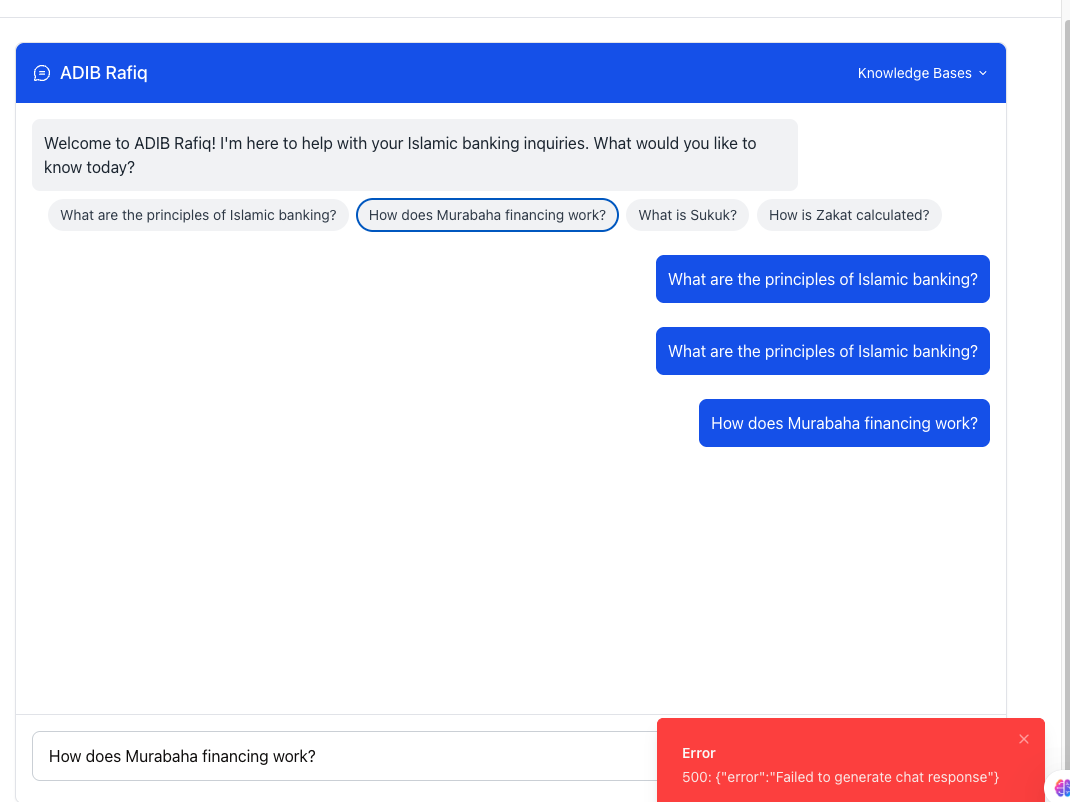 ADIB Rafiq
Knowledge Bases
Welcome to ADIB Rafiq! I'm here to help with your Islamic banking inquiries. What would you like to
know today?
What are the principles of Islamic banking?
How does Murabaha financing work?
What is Sukuk?
How is Zakat calculated?
What are the principles of Islamic banking?
What are the principles of Islamic banking?
How does Murabaha financing work?
How does Murabaha financing work?
Error
500: {"error":"Failed to generate chat response"}